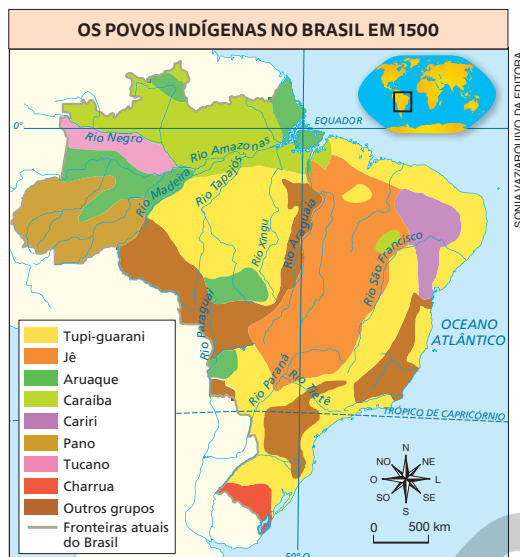 OS POVOS INDÍGENAS NO BRASIL EM 1500
SONIA VAZ/ARQUIVO DA EDITORA
0°
EQUADOR
Rio Negro
Rio Amazonas
Rio Madeira
Rio Tapajós
Rio Xingu
Rio Araguaia
Rio São Francisco
Rio Paraguai
Rio Paraná
Rio Tietê
OCEANO
ATLÂNTICO
TRÓPICO DE CAPRICÓRNIO
Tupi-guarani
Jê
Aruaque
Caraíba
Cariri
Pano
Tucano
Charrua
Outros grupos
Fronteiras atuais
do Brasil
N
NO
NE
O
L
SO
SE
S
0
500 km
50° O